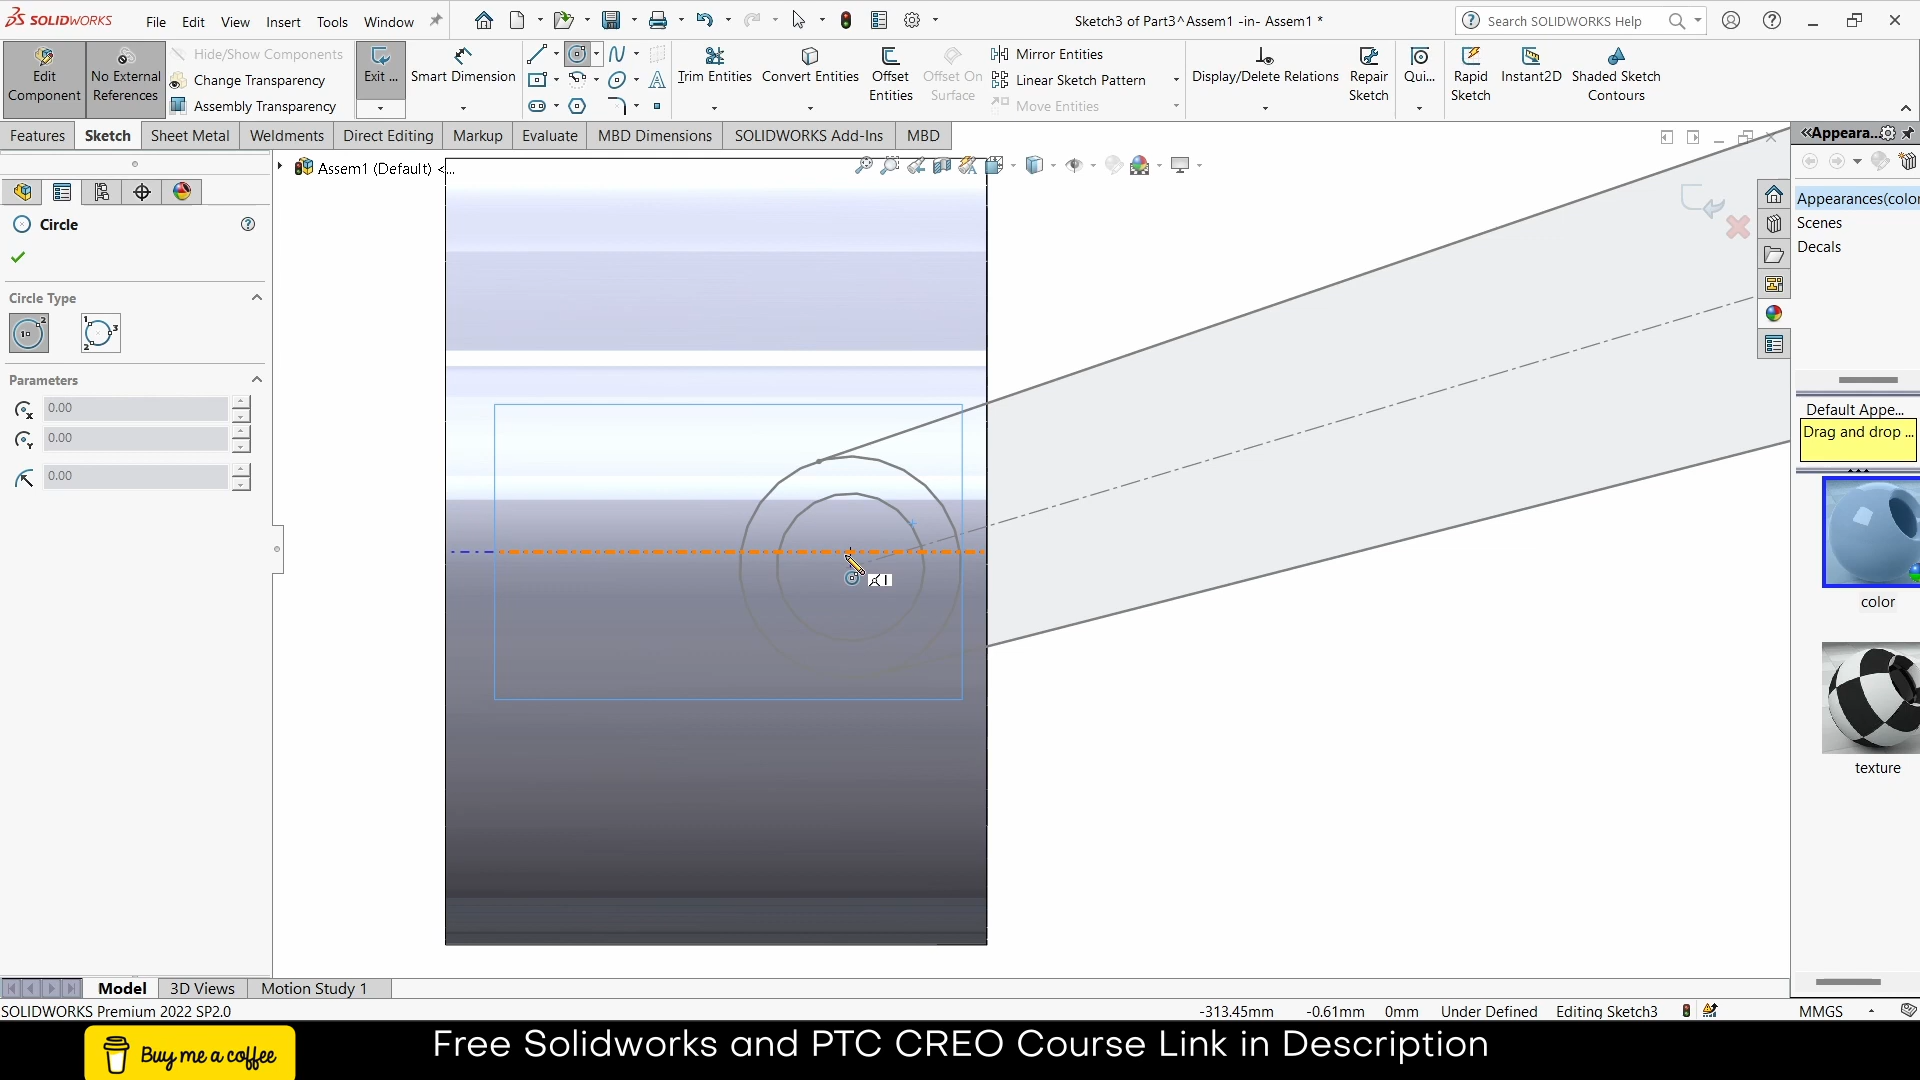 SOLIDWORKS
File Edit View Insert Tools Window
Sketch3 of Part3^Assem1 -in- Assem1 *
Search SOLIDWORKS Help
Edit Component
No External References
Hide/Show Components
Change Transparency
Assembly Transparency
Exit ...
Smart Dimension
Trim Entities
Convert Entities
Offset Entities
Offset On Surface
Mirror Entities
Linear Sketch Pattern
Move Entities
Display/Delete Relations
Repair Sketch
Qui...
Rapid Sketch
Instant2D
Shaded Sketch Contours
Features Sketch Sheet Metal Weldments Direct Editing Markup Evaluate MBD Dimensions SOLIDWORKS Add-Ins MBD
Assem1 (Default) <...
Circle
Circle Type
Parameters
0.00
0.00
0.00
Appeara...
Appearances(color
Scenes
Decals
Default Appe...
Drag and drop ...
color
texture
Model 3D Views Motion Study 1
SOLIDWORKS Premium 2022 SP2.0
-313.45mm -0.61mm 0mm Under Defined Editing Sketch3 MMGS
Buy me a coffee
Free Solidworks and PTC CREO Course Link in Description